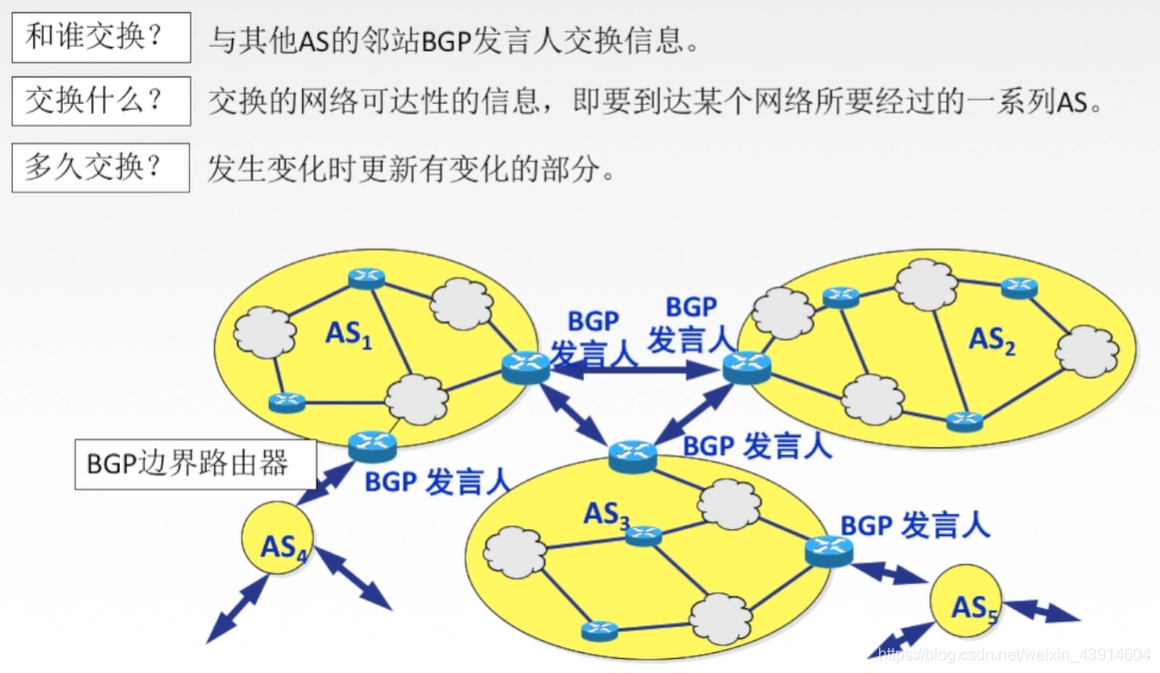 和谁交换？
与其他AS的邻站BGP发言人交换信息。
交换什么？
交换的网络可达性的信息，即要到达某个网络所要经过的一系列AS。
多久交换？
发生变化时更新有变化的部分。
AS1
BGP
发言人
BGP
发言人
AS2
BGP边界路由器
BGP 发言人
BGP 发言人
AS3
BGP 发言人
AS4
AS5
https://blog.csdn.net/weixin_43914604